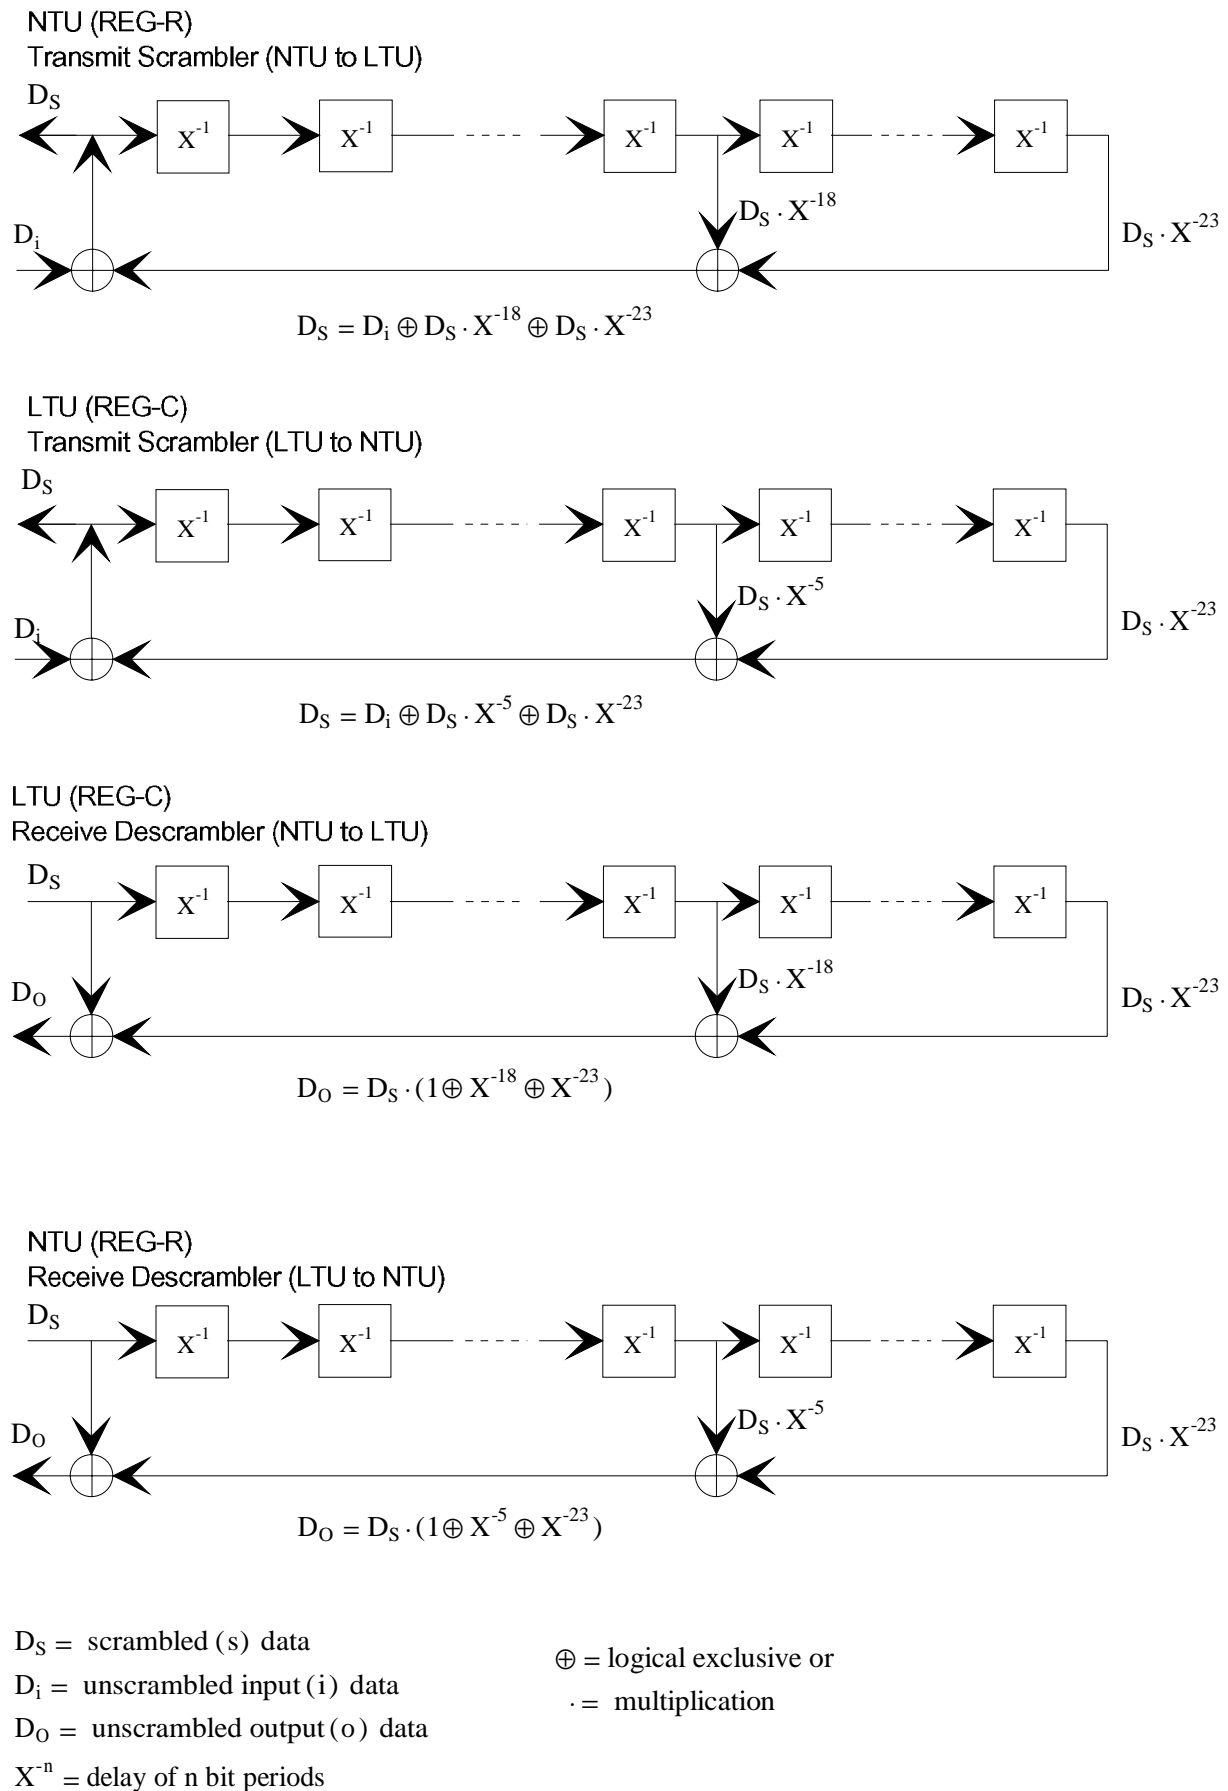 NTU (REG-R)
Transmit Scrambler (NTU to LTU)
D_S
X^-1 X^-1 X^-1 X^-1 X^-1
D_S · X^-18
D_i
D_S · X^-23
D_S = D_i ⊕ D_S · X^-18 ⊕ D_S · X^-23
LTU (REG-C)
Transmit Scrambler (LTU to NTU)
D_S
X^-1 X^-1 X^-1 X^-1 X^-1
D_S · X^-5
D_i
D_S · X^-23
D_S = D_i ⊕ D_S · X^-5 ⊕ D_S · X^-23
LTU (REG-C)
Receive Descrambler (NTU to LTU)
D_S
X^-1 X^-1 X^-1 X^-1 X^-1
D_S · X^-18
D_O
D_S · X^-23
D_O = D_S · (1 ⊕ X^-18 ⊕ X^-23)
NTU (REG-R)
Receive Descrambler (LTU to NTU)
D_S
X^-1 X^-1 X^-1 X^-1 X^-1
D_S · X^-5
D_O
D_S · X^-23
D_O = D_S · (1 ⊕ X^-5 ⊕ X^-23)
D_S = scrambled (s) data
D_i = unscrambled input (i) data
D_O = unscrambled output (o) data
X^-n = delay of n bit periods
⊕ = logical exclusive or
· = multiplication